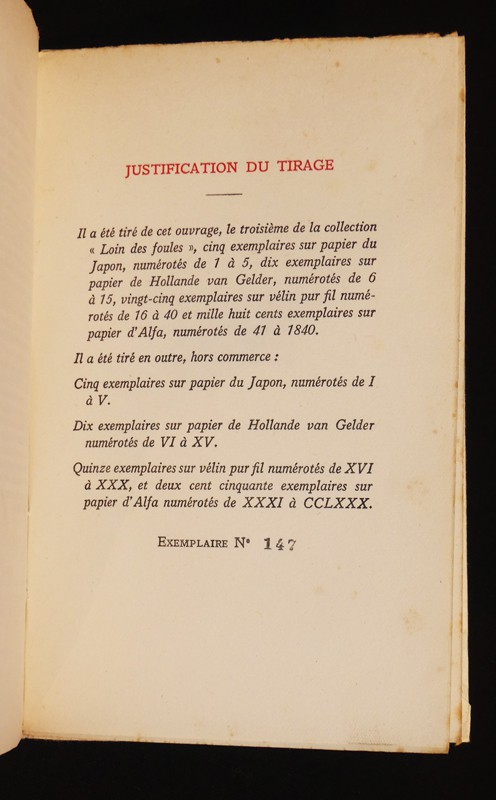 JUSTIFICATION DU TIRAGE
Il a été tiré de cet ouvrage, le troisième de la collection
« Loin des foules », cinq exemplaires sur papier du
Japon, numérotés de 1 à 5, dix exemplaires sur
papier de Hollande van Gelder, numérotés de 6
à 15, vingt-cinq exemplaires sur vélin pur fil numé-
rotés de 16 à 40 et mille huit cents exemplaires sur
papier d'Alfa, numérotés de 41 à 1840.
Il a été tiré en outre, hors commerce :
Cinq exemplaires sur papier du Japon, numérotés de I
à V.
Dix exemplaires sur papier de Hollande van Gelder
numérotés de VI à XV.
Quinze exemplaires sur vélin pur fil numérotés de XVI
à XXX, et deux cent cinquante exemplaires sur
papier d'Alfa numérotés de XXXI à CCLXXX.
EXEMPLAIRE N° 147